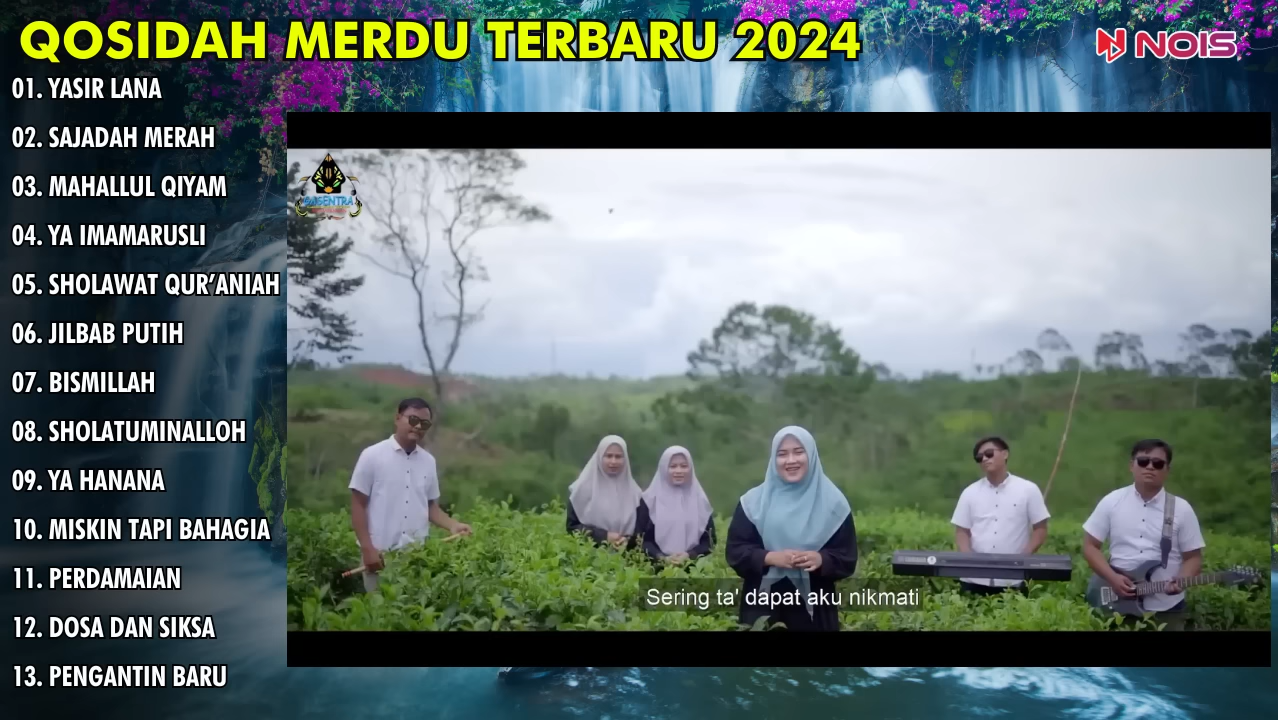 QOSIDAH MERDU TERBARU 2024
NOIS
01. YASIR LANA
02. SAJADAH MERAH
03. MAHALLUL QIYAM
04. YA IMAMARUSLI
05. SHOLAWAT QUR’ANIAH
06. JILBAB PUTIH
07. BISMILLAH
08. SHOLATUMINALLOH
09. YA HANANA
10. MISKIN TAPI BAHAGIA
11. PERDAMAIAN
12. DOSA DAN SIKSA
13. PENGANTIN BARU
Sering ta' dapat aku nikmati